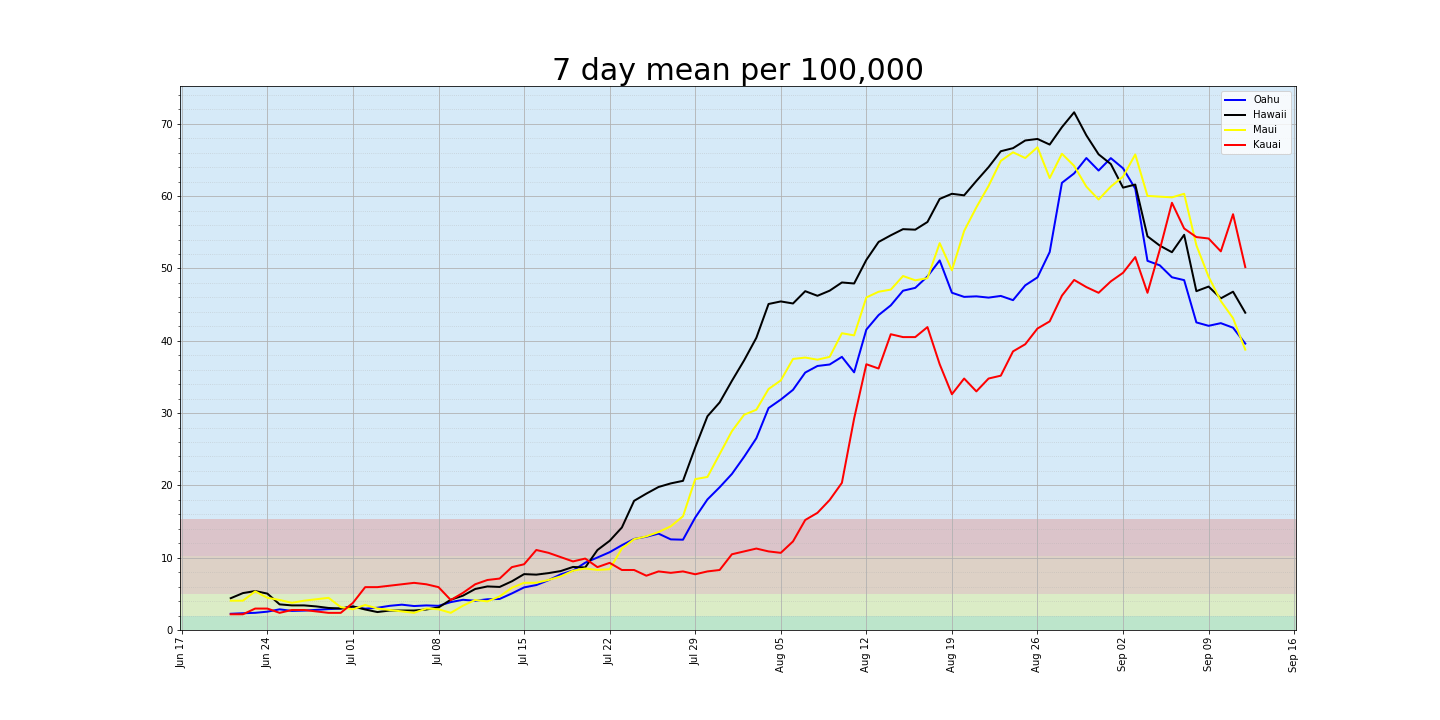 7 day mean per 100,000
Oahu
Hawaii
Maui
Kauai
70
60
50
40
30
20
10
0
Jun 17
Jun 24
Jul 01
Jul 08
Jul 15
Jul 22
Jul 29
Aug 05
Aug 12
Aug 19
Aug 26
Sep 02
Sep 09
Sep 16